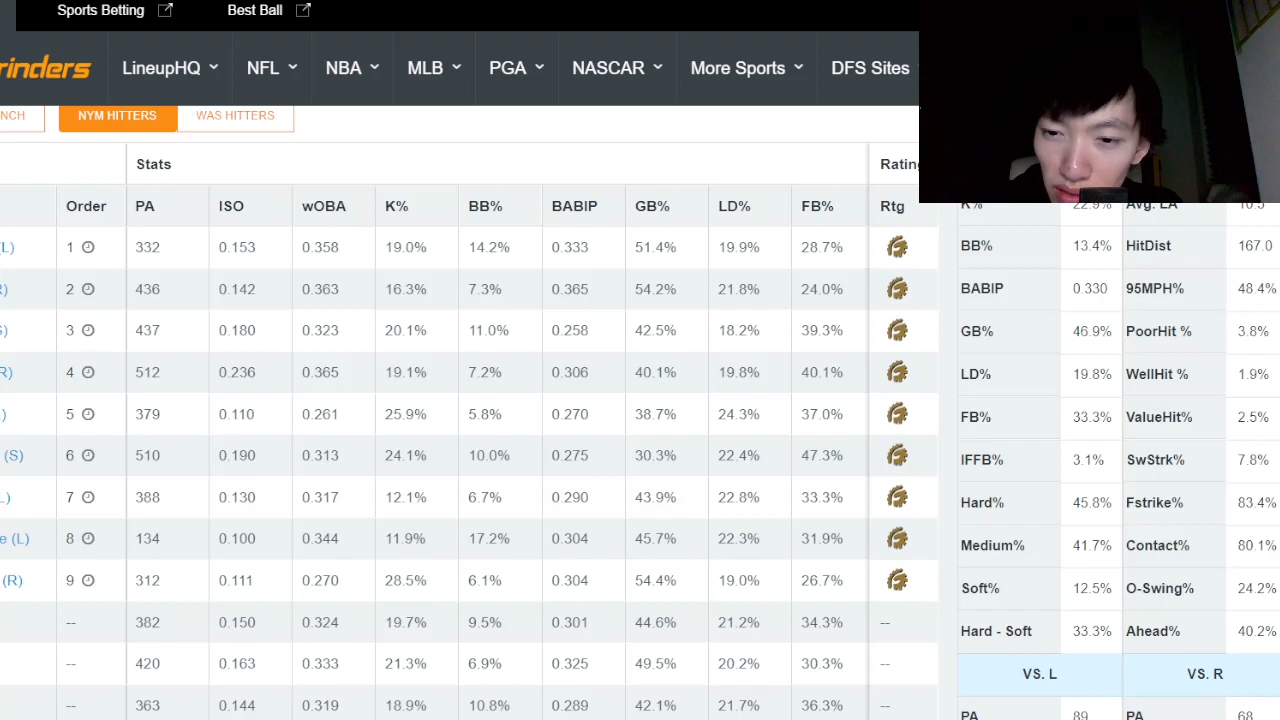 Sports Betting Best Ball
rinders LineupHQ NFL NBA MLB PGA NASCAR More Sports DFS Sites
NCH NYM HITTERS WAS HITTERS
Stats Rating
Order PA ISO wOBA K% BB% BABIP GB% LD% FB% Rtg
(L) 1 332 0.153 0.358 19.0% 14.2% 0.333 51.4% 19.9% 28.7%
R) 2 436 0.142 0.363 16.3% 7.3% 0.365 54.2% 21.8% 24.0%
S) 3 437 0.180 0.323 20.1% 11.0% 0.258 42.5% 18.2% 39.3%
R) 4 512 0.236 0.365 19.1% 7.2% 0.306 40.1% 19.8% 40.1%
) 5 379 0.110 0.261 25.9% 5.8% 0.270 38.7% 24.3% 37.0%
(S) 6 510 0.190 0.313 24.1% 10.0% 0.275 30.3% 22.4% 47.3%
L) 7 388 0.130 0.317 12.1% 6.7% 0.290 43.9% 22.8% 33.3%
e (L) 8 134 0.100 0.344 11.9% 17.2% 0.304 45.7% 22.3% 31.9%
(R) 9 312 0.111 0.270 28.5% 6.1% 0.304 54.4% 19.0% 26.7%
-- 382 0.150 0.324 19.7% 9.5% 0.301 44.6% 21.2% 34.3% --
-- 420 0.163 0.333 21.3% 6.9% 0.325 49.5% 20.2% 30.3% --
-- 363 0.144 0.319 18.9% 10.8% 0.289 42.1% 21.7% 36.3% --
K% 22.9% Avg. EA 10.5
BB% 13.4% HitDist 167.0
BABIP 0.330 95MPH% 48.4%
GB% 46.9% PoorHit % 3.8%
LD% 19.8% WellHit % 1.9%
FB% 33.3% ValueHit% 2.5%
IFFB% 3.1% SwStrk% 7.8%
Hard% 45.8% Fstrike% 83.4%
Medium% 41.7% Contact% 80.1%
Soft% 12.5% O-Swing% 24.2%
Hard - Soft 33.3% Ahead% 40.2%
VS. L VS. R
PA 89 PA 68